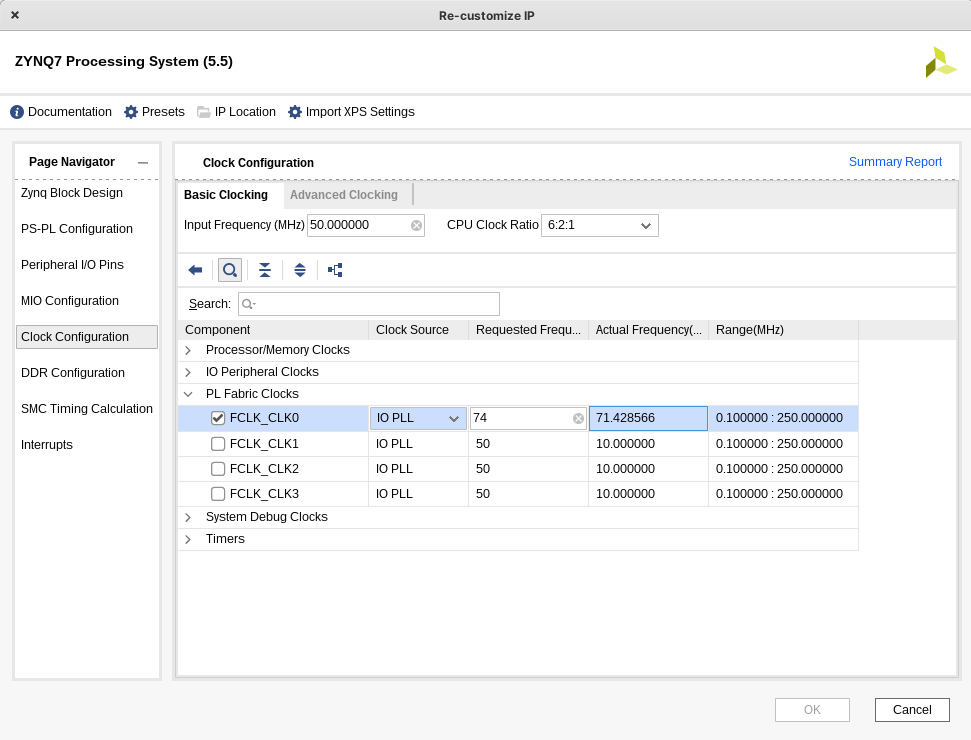 Re-customize IP
ZYNQ7 Processing System (5.5)
Documentation Presets IP Location Import XPS Settings
Page Navigator
Zynq Block Design
PS-PL Configuration
Peripheral I/O Pins
MIO Configuration
Clock Configuration
DDR Configuration
SMC Timing Calculation
Interrupts
Clock Configuration Summary Report
Basic Clocking Advanced Clocking
Input Frequency (MHz) 50.000000 CPU Clock Ratio 6:2:1
Search:
Component Clock Source Requested Frequ... Actual Frequency(... Range(MHz)
Processor/Memory Clocks
IO Peripheral Clocks
PL Fabric Clocks
FCLK_CLK0 IO PLL 74 71.428566 0.100000 : 250.000000
FCLK_CLK1 IO PLL 50 10.000000 0.100000 : 250.000000
FCLK_CLK2 IO PLL 50 10.000000 0.100000 : 250.000000
FCLK_CLK3 IO PLL 50 10.000000 0.100000 : 250.000000
System Debug Clocks
Timers
OK Cancel